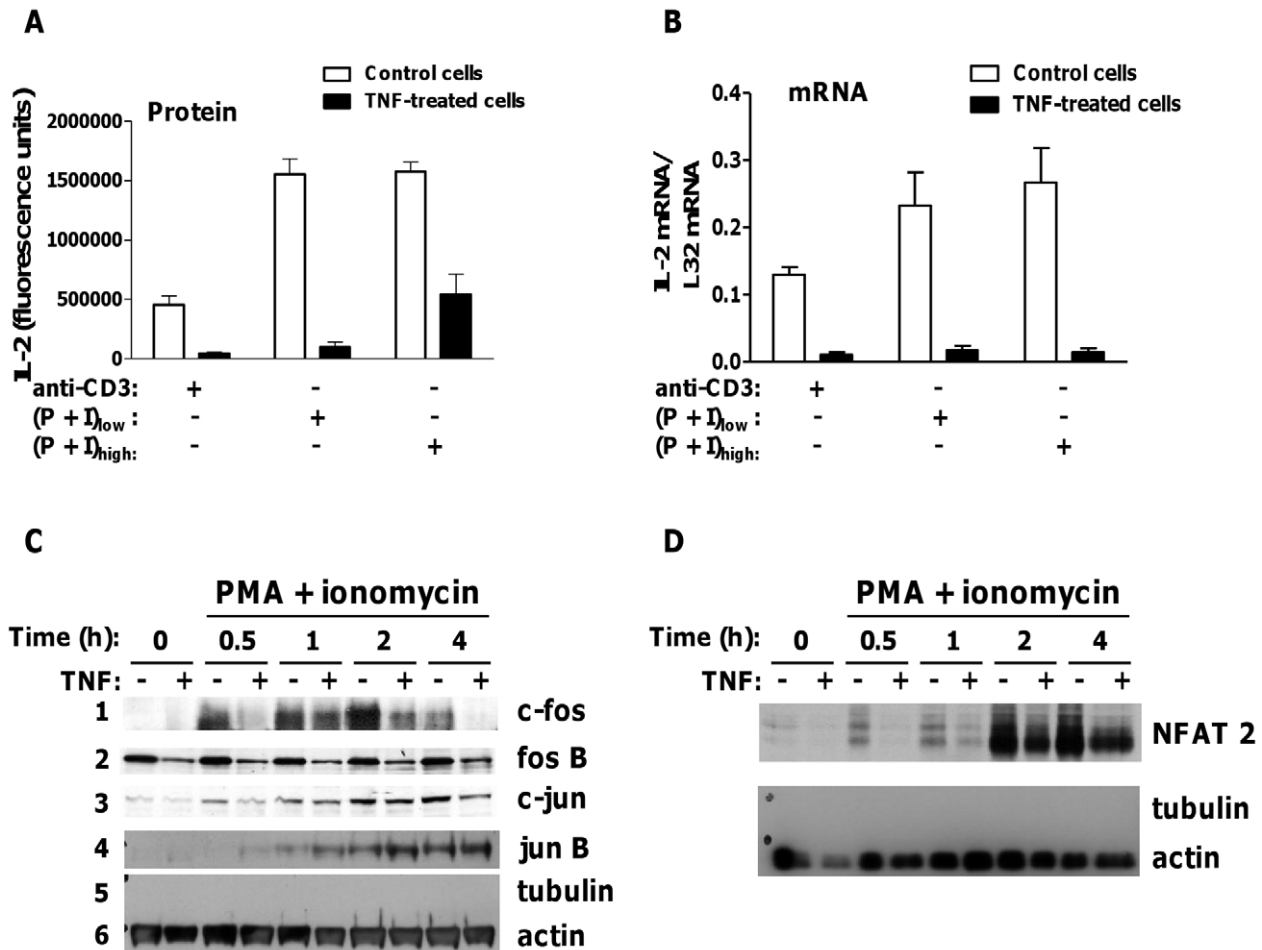 A
Control cells
TNF-treated cells
Protein
IL-2 (fluorescence units)
2000000
1500000
1000000
500000
0
anti-CD3: + - -
(P + I)low : - + -
(P + I)high: - - +
B
Control cells
TNF-treated cells
mRNA
IL-2 mRNA/
L32 mRNA
0.4
0.3
0.2
0.1
0.0
anti-CD3: + - -
(P + I)low : - + -
(P + I)high: - - +
C
PMA + ionomycin
Time (h): 0 0.5 1 2 4
TNF: - + - + - + - + - +
1 c-fos
2 fos B
3 c-jun
4 jun B
5 tubulin
6 actin
D
PMA + ionomycin
Time (h): 0 0.5 1 2 4
TNF: - + - + - + - + - +
NFAT 2
tubulin
actin